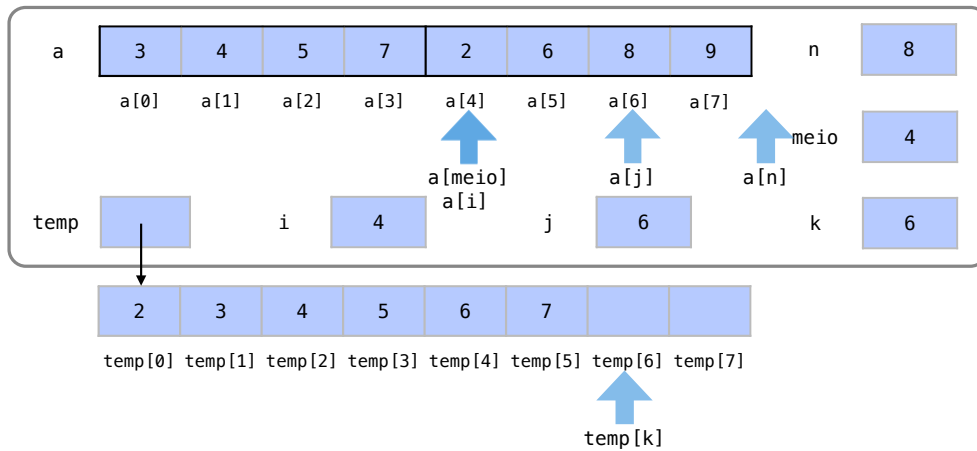 a 3 4 5 7 2 6 8 9 n 8
a[0] a[1] a[2] a[3] a[4] a[5] a[6] a[7]
meio 4
a[meio] a[j] a[n]
a[i]
temp i 4 j 6 k 6
2 3 4 5 6 7
temp[0] temp[1] temp[2] temp[3] temp[4] temp[5] temp[6] temp[7]
temp[k]